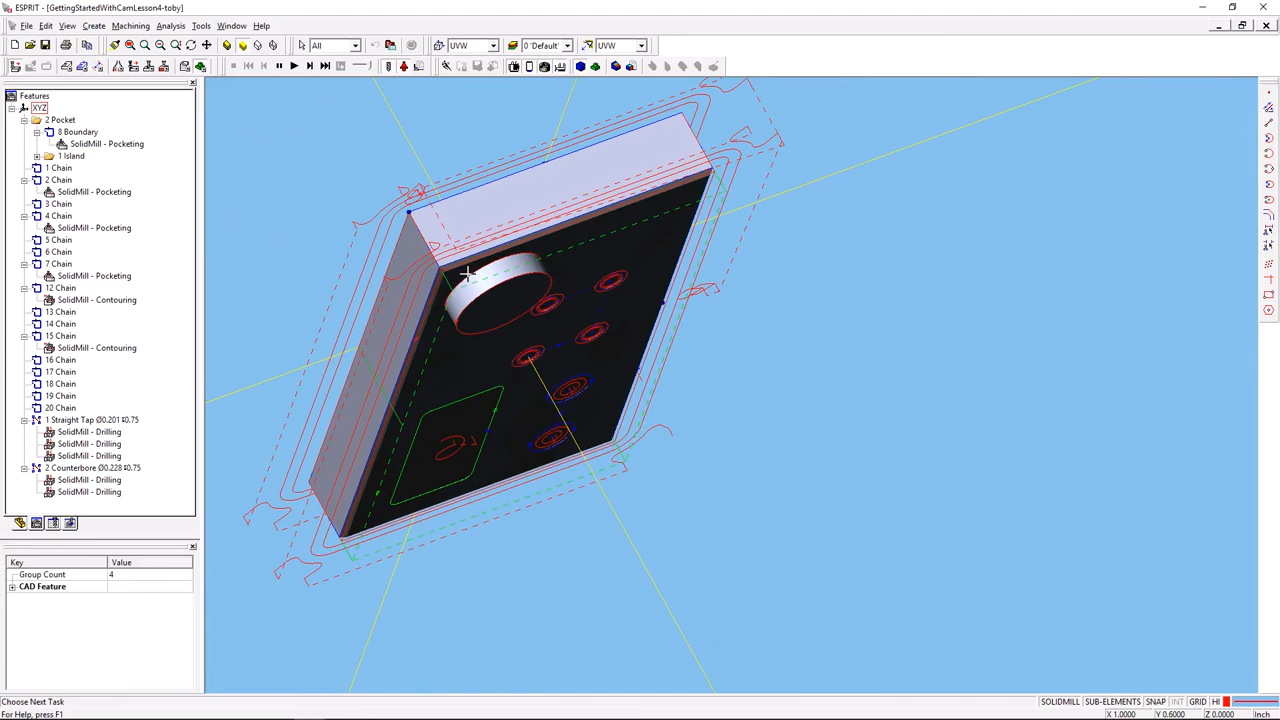 ESPRIT - [GettingStartedWithCamLesson4-toby]
File Edit View Create Machining Analysis Tools Window Help
All UVW 0 'Default' UVW
Features
XYZ
2 Pocket
8 Boundary
SolidMill - Pocketing
1 Island
1 Chain
2 Chain
SolidMill - Pocketing
3 Chain
4 Chain
SolidMill - Pocketing
5 Chain
6 Chain
7 Chain
SolidMill - Pocketing
12 Chain
SolidMill - Contouring
13 Chain
14 Chain
15 Chain
SolidMill - Contouring
16 Chain
17 Chain
18 Chain
19 Chain
20 Chain
1 Straight Tap Ø0.201 ↧0.75
SolidMill - Drilling
SolidMill - Drilling
SolidMill - Drilling
2 Counterbore Ø0.228 ↧0.75
SolidMill - Drilling
SolidMill - Drilling
Key Value
Group Count 4
CAD Feature
Choose Next Task SOLIDMILL SUB-ELEMENTS SNAP INT GRID HI
For Help, press F1 X 1.0000 Y 0.6000 Z 0.0000 Inch